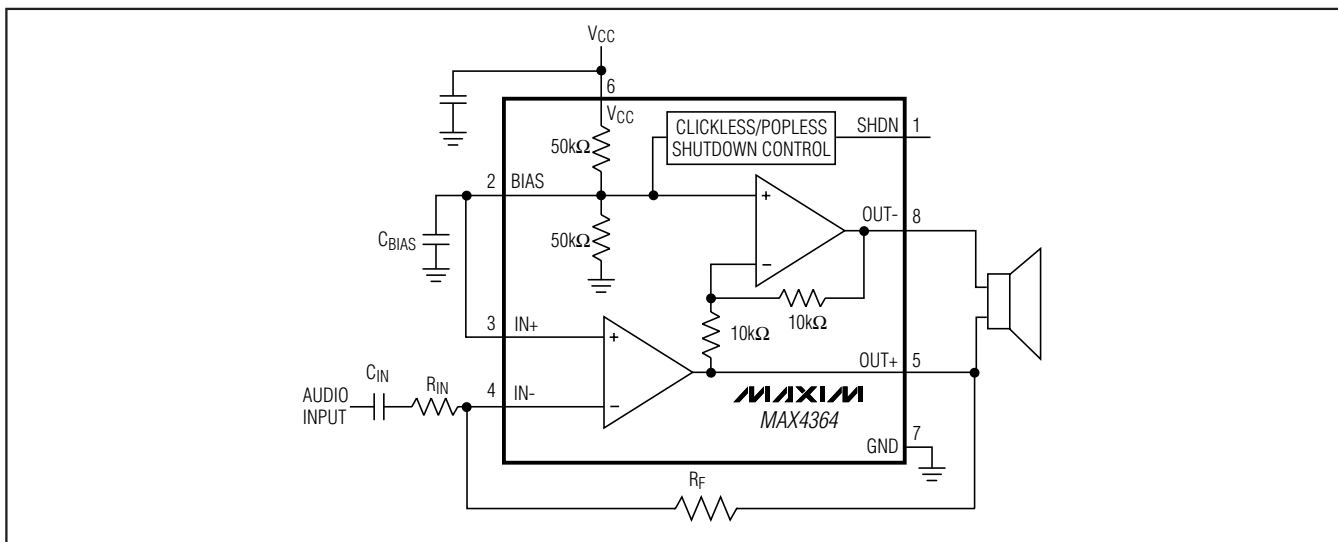 VCC
6
VCC
CLICKLESS/POPLESS
SHUTDOWN CONTROL
SHDN 1
50kΩ
2 BIAS
OUT- 8
CBIAS
50kΩ
10kΩ
10kΩ
3 IN+
OUT+ 5
CIN
RIN
4 IN-
AUDIO
INPUT
MAXIM
MAX4364
7
GND
RF